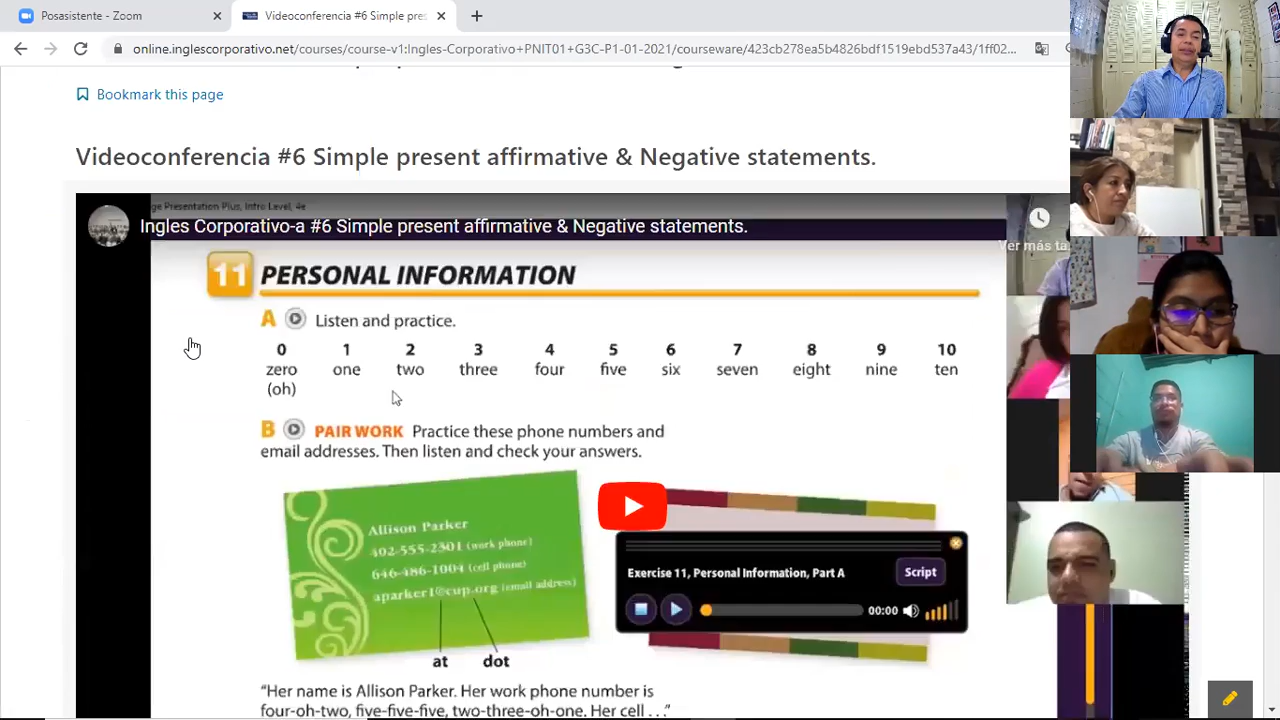 Posasistente - Zoom
Videoconferencia #6 Simple pres
online.inglescorporativo.net/courses/course-v1:Ingles-Corporativo+PNIT01+G3C-P1-01-2021/courseware/
Bookmark this page
Videoconferencia #6 Simple present affirmative & Negative statements.
ge Presentation Plus, Intro Level, 4e
Ingles Corporativo-a #6 Simple present affirmative & Negative statements.
Ver más ta
11 PERSONAL INFORMATION
A Listen and practice.
0 1 2 3 4 5 6 7 8 9 10
zero one two three four five six seven eight nine ten
(oh)
B PAIR WORK Practice these phone numbers and
email addresses. Then listen and check your answers.
Allison Parker
402-555-2301 (work phone)
646-486-1004 (cell phone)
aparker1@cup.org (email address)
at dot
Exercise 11, Personal Information, Part A
Script
00:00
"Her name is Allison Parker. Her work phone number is
four-oh-two, five-five-five, two-three-oh-one. Her cell . . ."